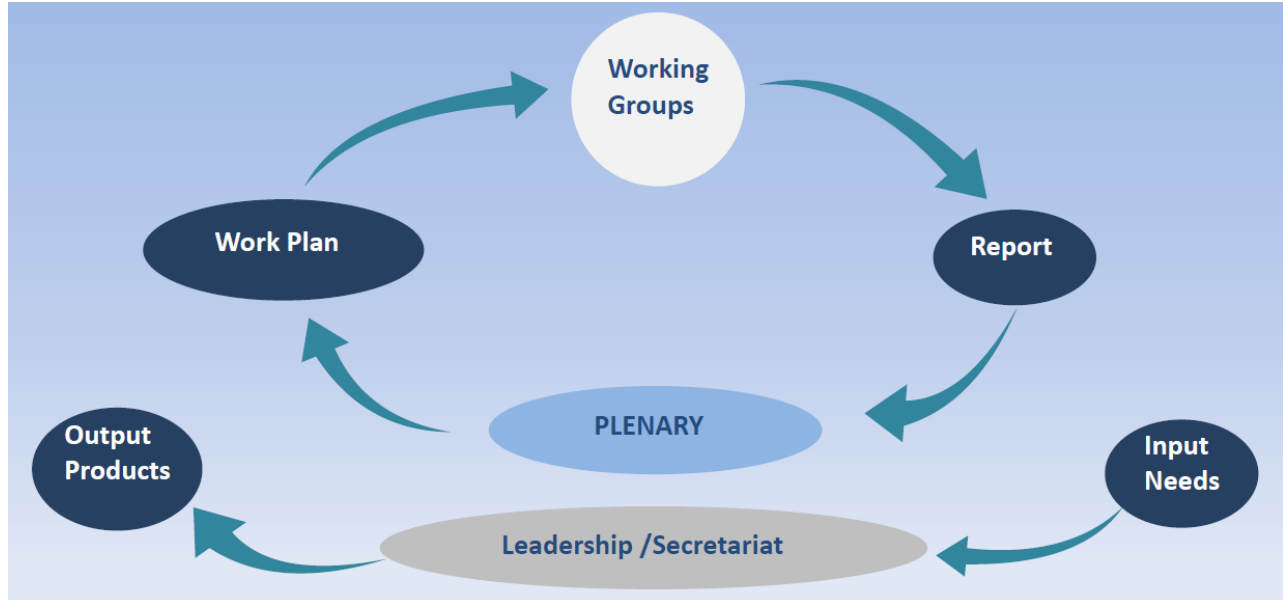 Working
Groups
Work Plan
Report
PLENARY
Output
Products
Input
Needs
Leadership /Secretariat